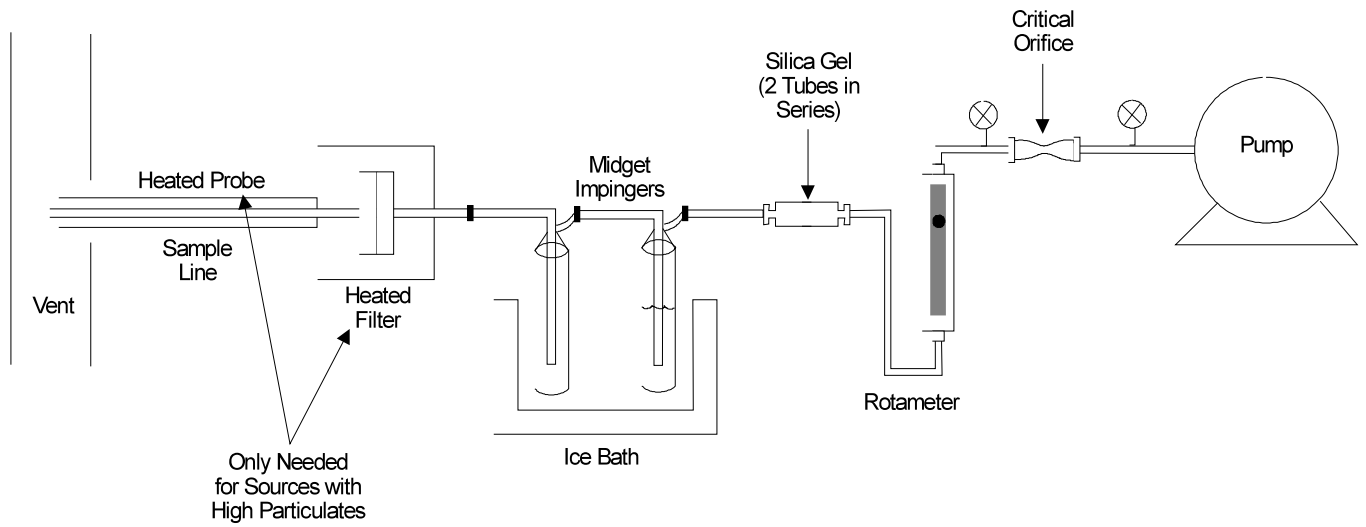 Critical
Orifice
Silica Gel
(2 Tubes in
Series)
Pump
Midget
Impingers
Heated Probe
Sample
Line
Heated
Filter
Vent
Rotameter
Ice Bath
Only Needed
for Sources with
High Particulates